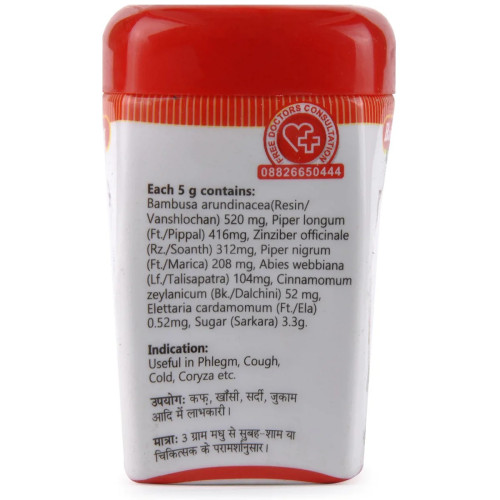 FREE DOCTORS CONSULTATION
08826650444
Each 5 g contains:
Bambusa arundinacea(Resin/
Vanshlochan) 520 mg, Piper longum
(Ft./Pippal) 416mg, Zinziber officinale
(Rz./Soanth) 312mg, Piper nigrum
(Ft./Marica) 208 mg, Abies webbiana
(Lf./Talisapatra) 104mg, Cinnamomum
zeylanicum (Bk./Dalchini) 52 mg,
Elettaria cardamomum (Ft./Ela)
0.52mg, Sugar (Sarkara) 3.3g.
Indication:
Useful in Phlegm, Cough,
Cold, Coryza etc.
उपयोग: कफ, खाँसी, सर्दी, जुकाम
आदि में लाभकारी।
मात्रा: 3 ग्राम मधु से सुबह-शाम या
चिकित्सक के परामर्शानुसार।